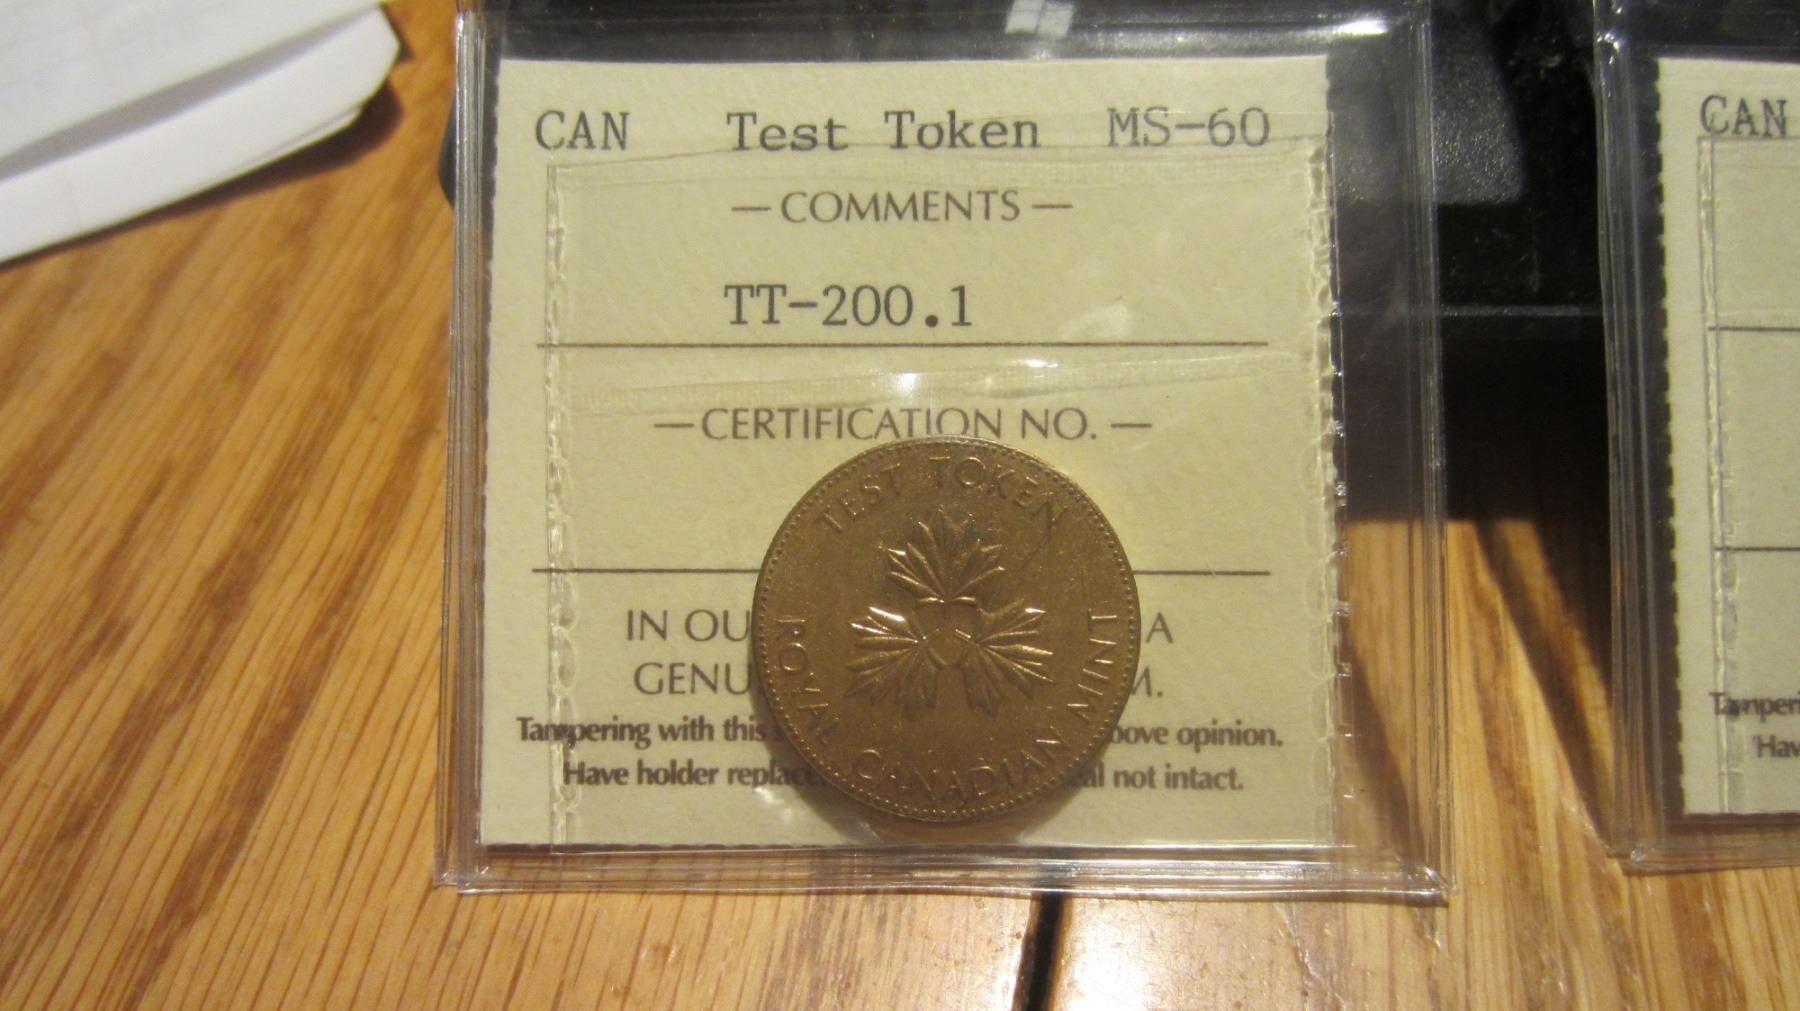 CAN Test Token MS-60
— COMMENTS —
TT-200.1
— CERTIFICATION NO. —
TEST TOKEN
ROYAL CANADIAN MINT
IN OU A
GENU M.
Tampering with this s bove opinion.
Have holder replace al not intact.
CAN
Tamperi
Hav